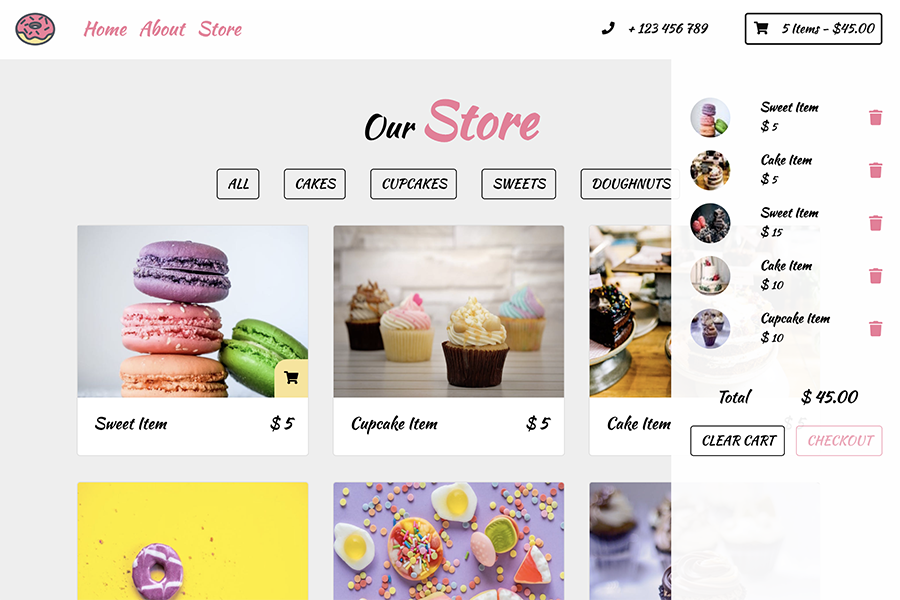 Home About Store
+ 123 456 789
5 Items - $45.00
Our Store
ALL CAKES CUPCAKES SWEETS DOUGHNUTS
Sweet Item $ 5
Cupcake Item $ 5
Cake Item $ 5
Sweet Item
$ 5
Cake Item
$ 5
Sweet Item
$ 15
Cake Item
$ 10
Cupcake Item
$ 10
Total $ 45.00
CLEAR CART CHECKOUT